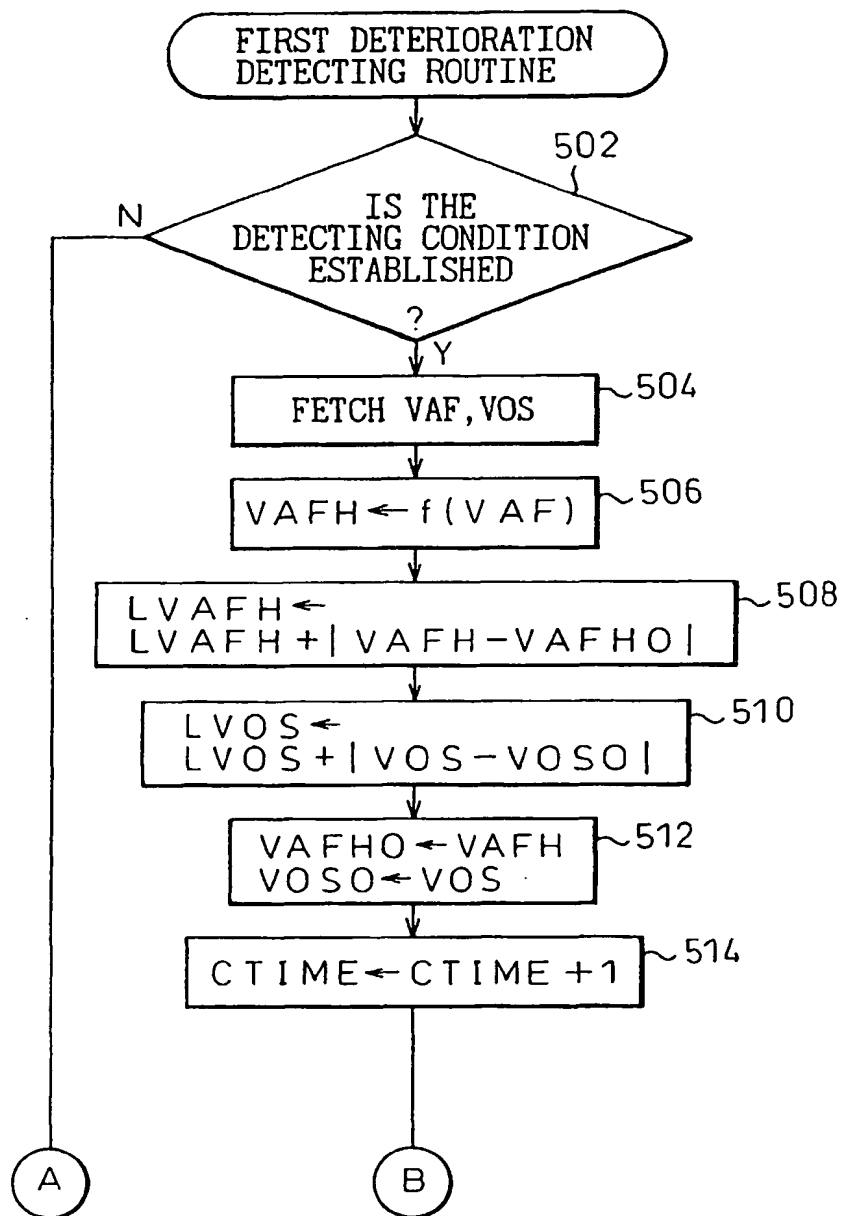 FIRST DETERIORATION
DETECTING ROUTINE
502
N
IS THE
DETECTING CONDITION
ESTABLISHED
?
Y
FETCH VAF,VOS
504
VAFH←f(VAF)
506
LVAFH←
LVAFH+|VAFH-VAFHO|
508
LVOS←
LVOS+|VOS-VOSO|
510
VAFHO←VAFH
VOSO←VOS
512
CTIME←CTIME+1
514
A
B